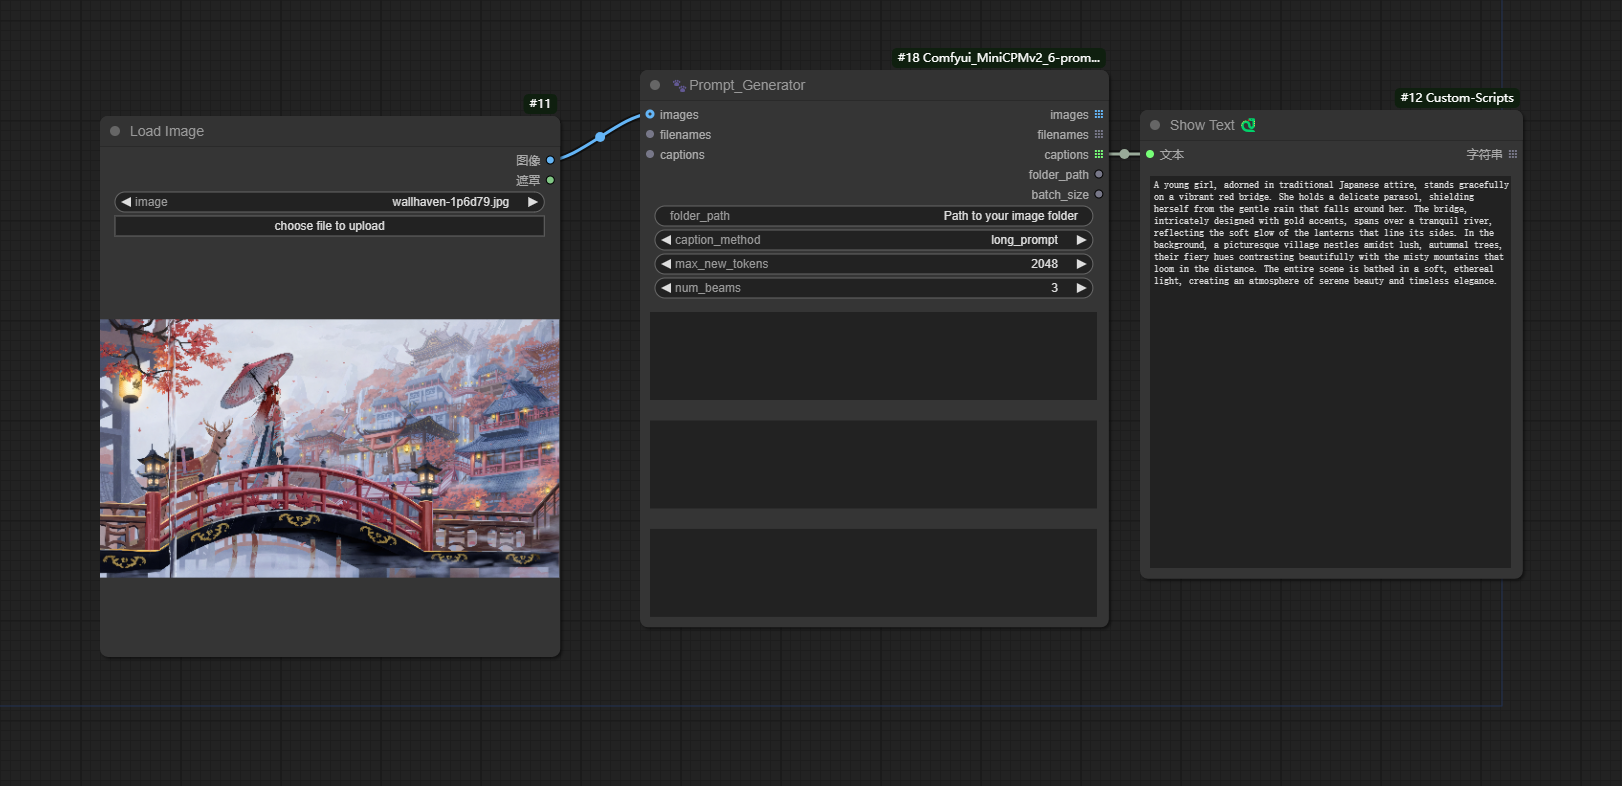 #11
Load Image
图像
遮罩
image wallhaven-1p6d79.jpg
choose file to upload
#18 Comfyui_MiniCPMv2_6-prom...
Prompt_Generator
images images
filenames filenames
captions captions
folder_path
batch_size
folder_path Path to your image folder
caption_method long_prompt
max_new_tokens 2048
num_beams 3
#12 Custom-Scripts
Show Text
文本 字符串
A young girl, adorned in traditional Japanese attire, stands gracefully
on a vibrant red bridge. She holds a delicate parasol, shielding
herself from the gentle rain that falls around her. The bridge,
intricately designed with gold accents, spans over a tranquil river,
reflecting the soft glow of the lanterns that line its sides. In the
background, a picturesque village nestles amidst lush, autumnal trees,
their fiery hues contrasting beautifully with the misty mountains that
loom in the distance. The entire scene is bathed in a soft, ethereal
light, creating an atmosphere of serene beauty and timeless elegance.